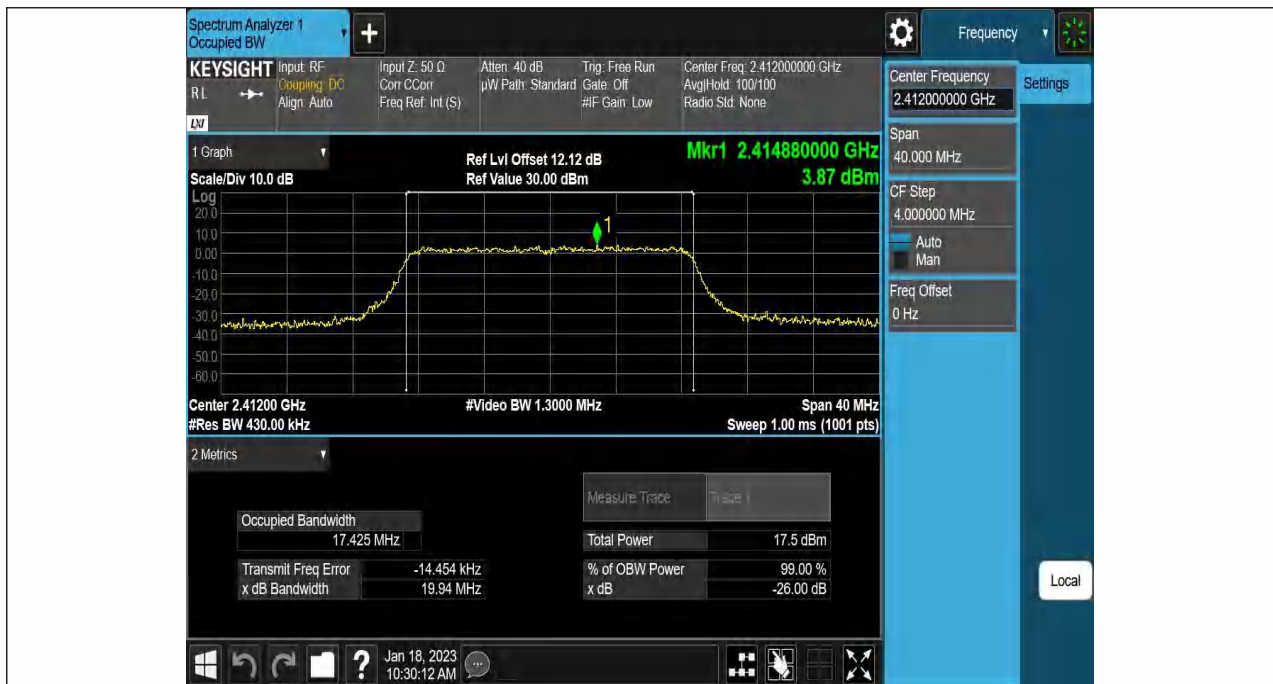 Spectrum Analyzer 1
Occupied BW
+
Frequency
KEYSIGHT
RL
LXI
Input: RF
Coupling: DC
Align: Auto
Input Z: 50 Ω
Corr CCorr
Freq Ref: Int (S)
Atten: 40 dB
µW Path: Standard
Trig: Free Run
Gate: Off
#IF Gain: Low
Center Freq: 2.412000000 GHz
Avg|Hold: 100/100
Radio Std: None
Center Frequency
2.412000000 GHz
Settings
Span
40.000 MHz
CF Step
4.000000 MHz
Auto
Man
Freq Offset
0 Hz
Local
1 Graph
Scale/Div 10.0 dB
Ref Lvl Offset 12.12 dB
Ref Value 30.00 dBm
Mkr1 2.414880000 GHz
3.87 dBm
Log
20.0
10.0
0.00
-10.0
-20.0
-30.0
-40.0
-50.0
-60.0
1
Center 2.41200 GHz
#Res BW 430.00 kHz
#Video BW 1.3000 MHz
Span 40 MHz
Sweep 1.00 ms (1001 pts)
2 Metrics
Measure Trace
Trace 1
Occupied Bandwidth
17.425 MHz
Total Power
17.5 dBm
Transmit Freq Error
-14.454 kHz
% of OBW Power
99.00 %
x dB Bandwidth
19.94 MHz
x dB
-26.00 dB
?
Jan 18, 2023
10:30:12 AM